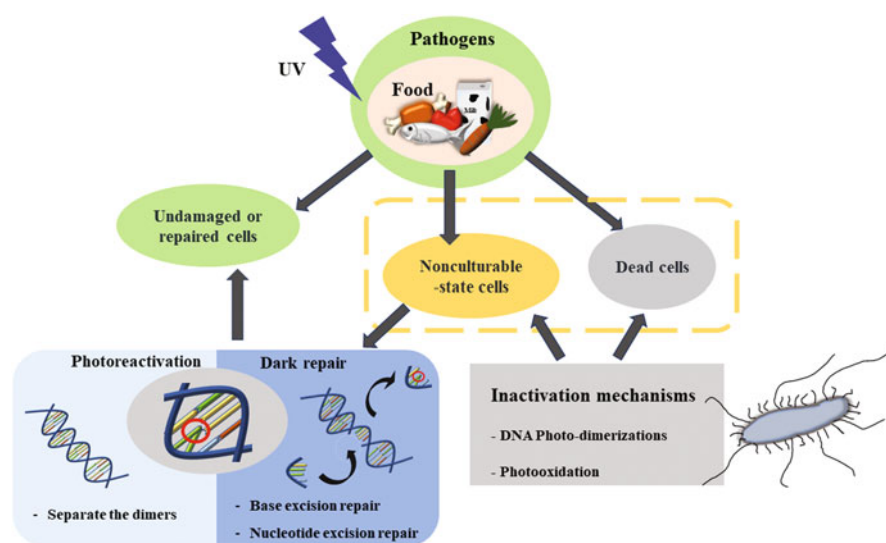 Pathogens
UV
Food
Milk
Undamaged or
repaired cells
Nonculturable
-state cells
Dead cells
Photoreactivation
Dark repair
- Separate the dimers
- Base excision repair
- Nucleotide excision repair
Inactivation mechanisms
- DNA Photo-dimerizations
- Photooxidation